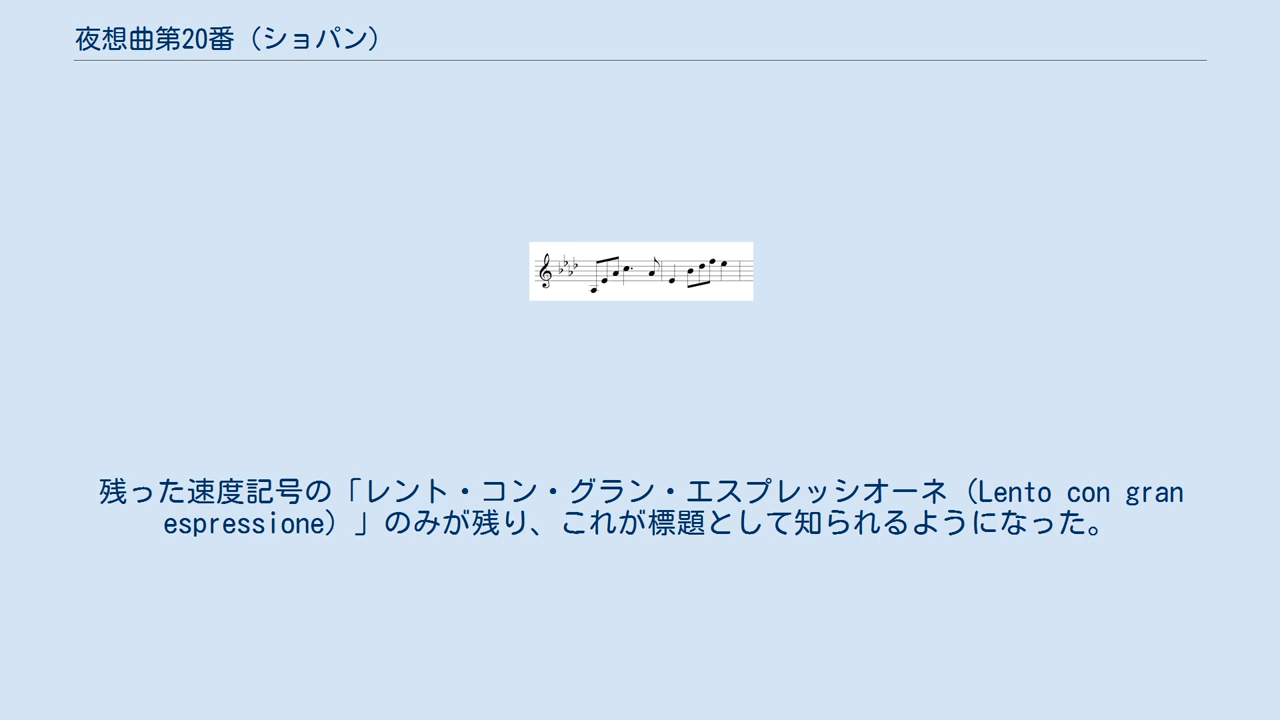 夜想曲第20番（ショパン）
残った速度記号の「レント・コン・グラン・エスプレッシオーネ（Lento con gran
espressione）」のみが残り、これが標題として知られるようになった。